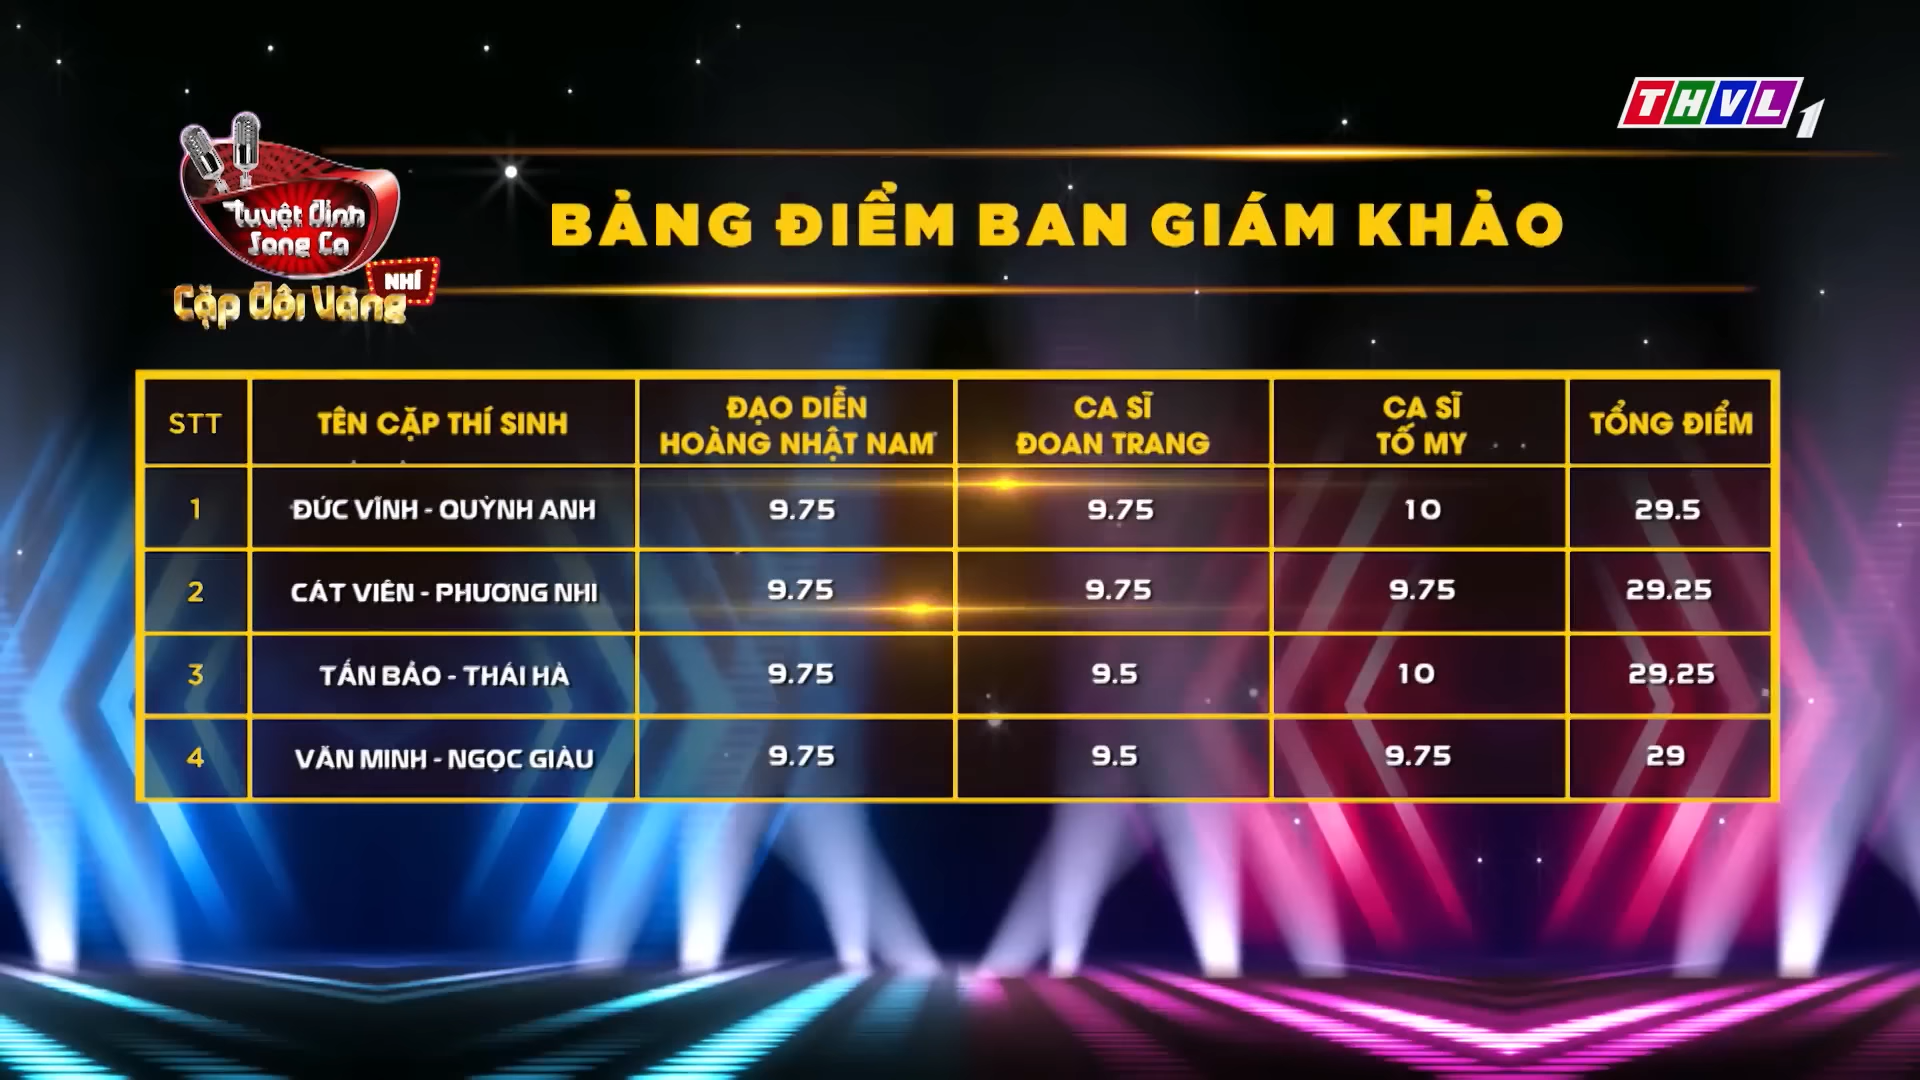 THVL1
Tuyệt Đỉnh
Song Ca
NHÍ
Cặp Đôi Vàng
BẢNG ĐIỂM BAN GIÁM KHẢO
STT TÊN CẶP THÍ SINH ĐẠO DIỄN HOÀNG NHẬT NAM CA SĨ ĐOAN TRANG CA SĨ TỐ MY TỔNG ĐIỂM
1 ĐỨC VĨNH - QUỲNH ANH 9.75 9.75 10 29.5
2 CÁT VIÊN - PHƯƠNG NHI 9.75 9.75 9.75 29.25
3 TẤN BẢO - THÁI HÀ 9.75 9.5 10 29,25
4 VĂN MINH - NGỌC GIÀU 9.75 9.5 9.75 29